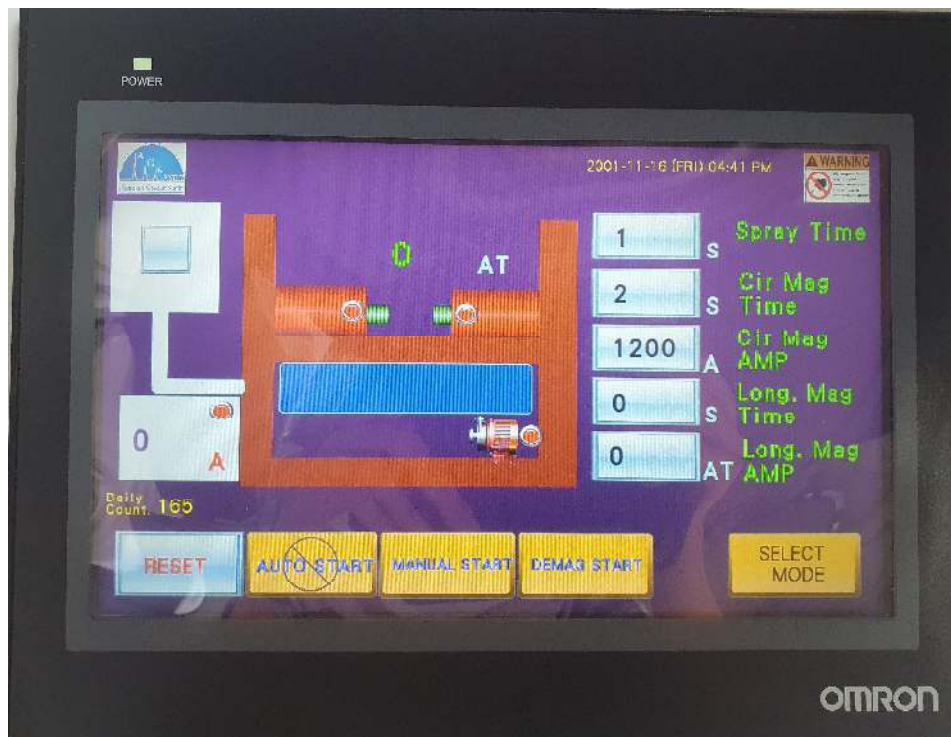 POWER
2001-11-16 (FRI) 04:41 PM
WARNING
0
AT
1
S
Spray Time
2
S
Cir Mag
Time
1200
A
Cir Mag
AMP
0
S
Long. Mag
Time
0
AT
Long. Mag
AMP
0
A
Daily
Count. 165
RESET
AUTO START
MANUAL START
DEMAG START
SELECT
MODE
OMRON